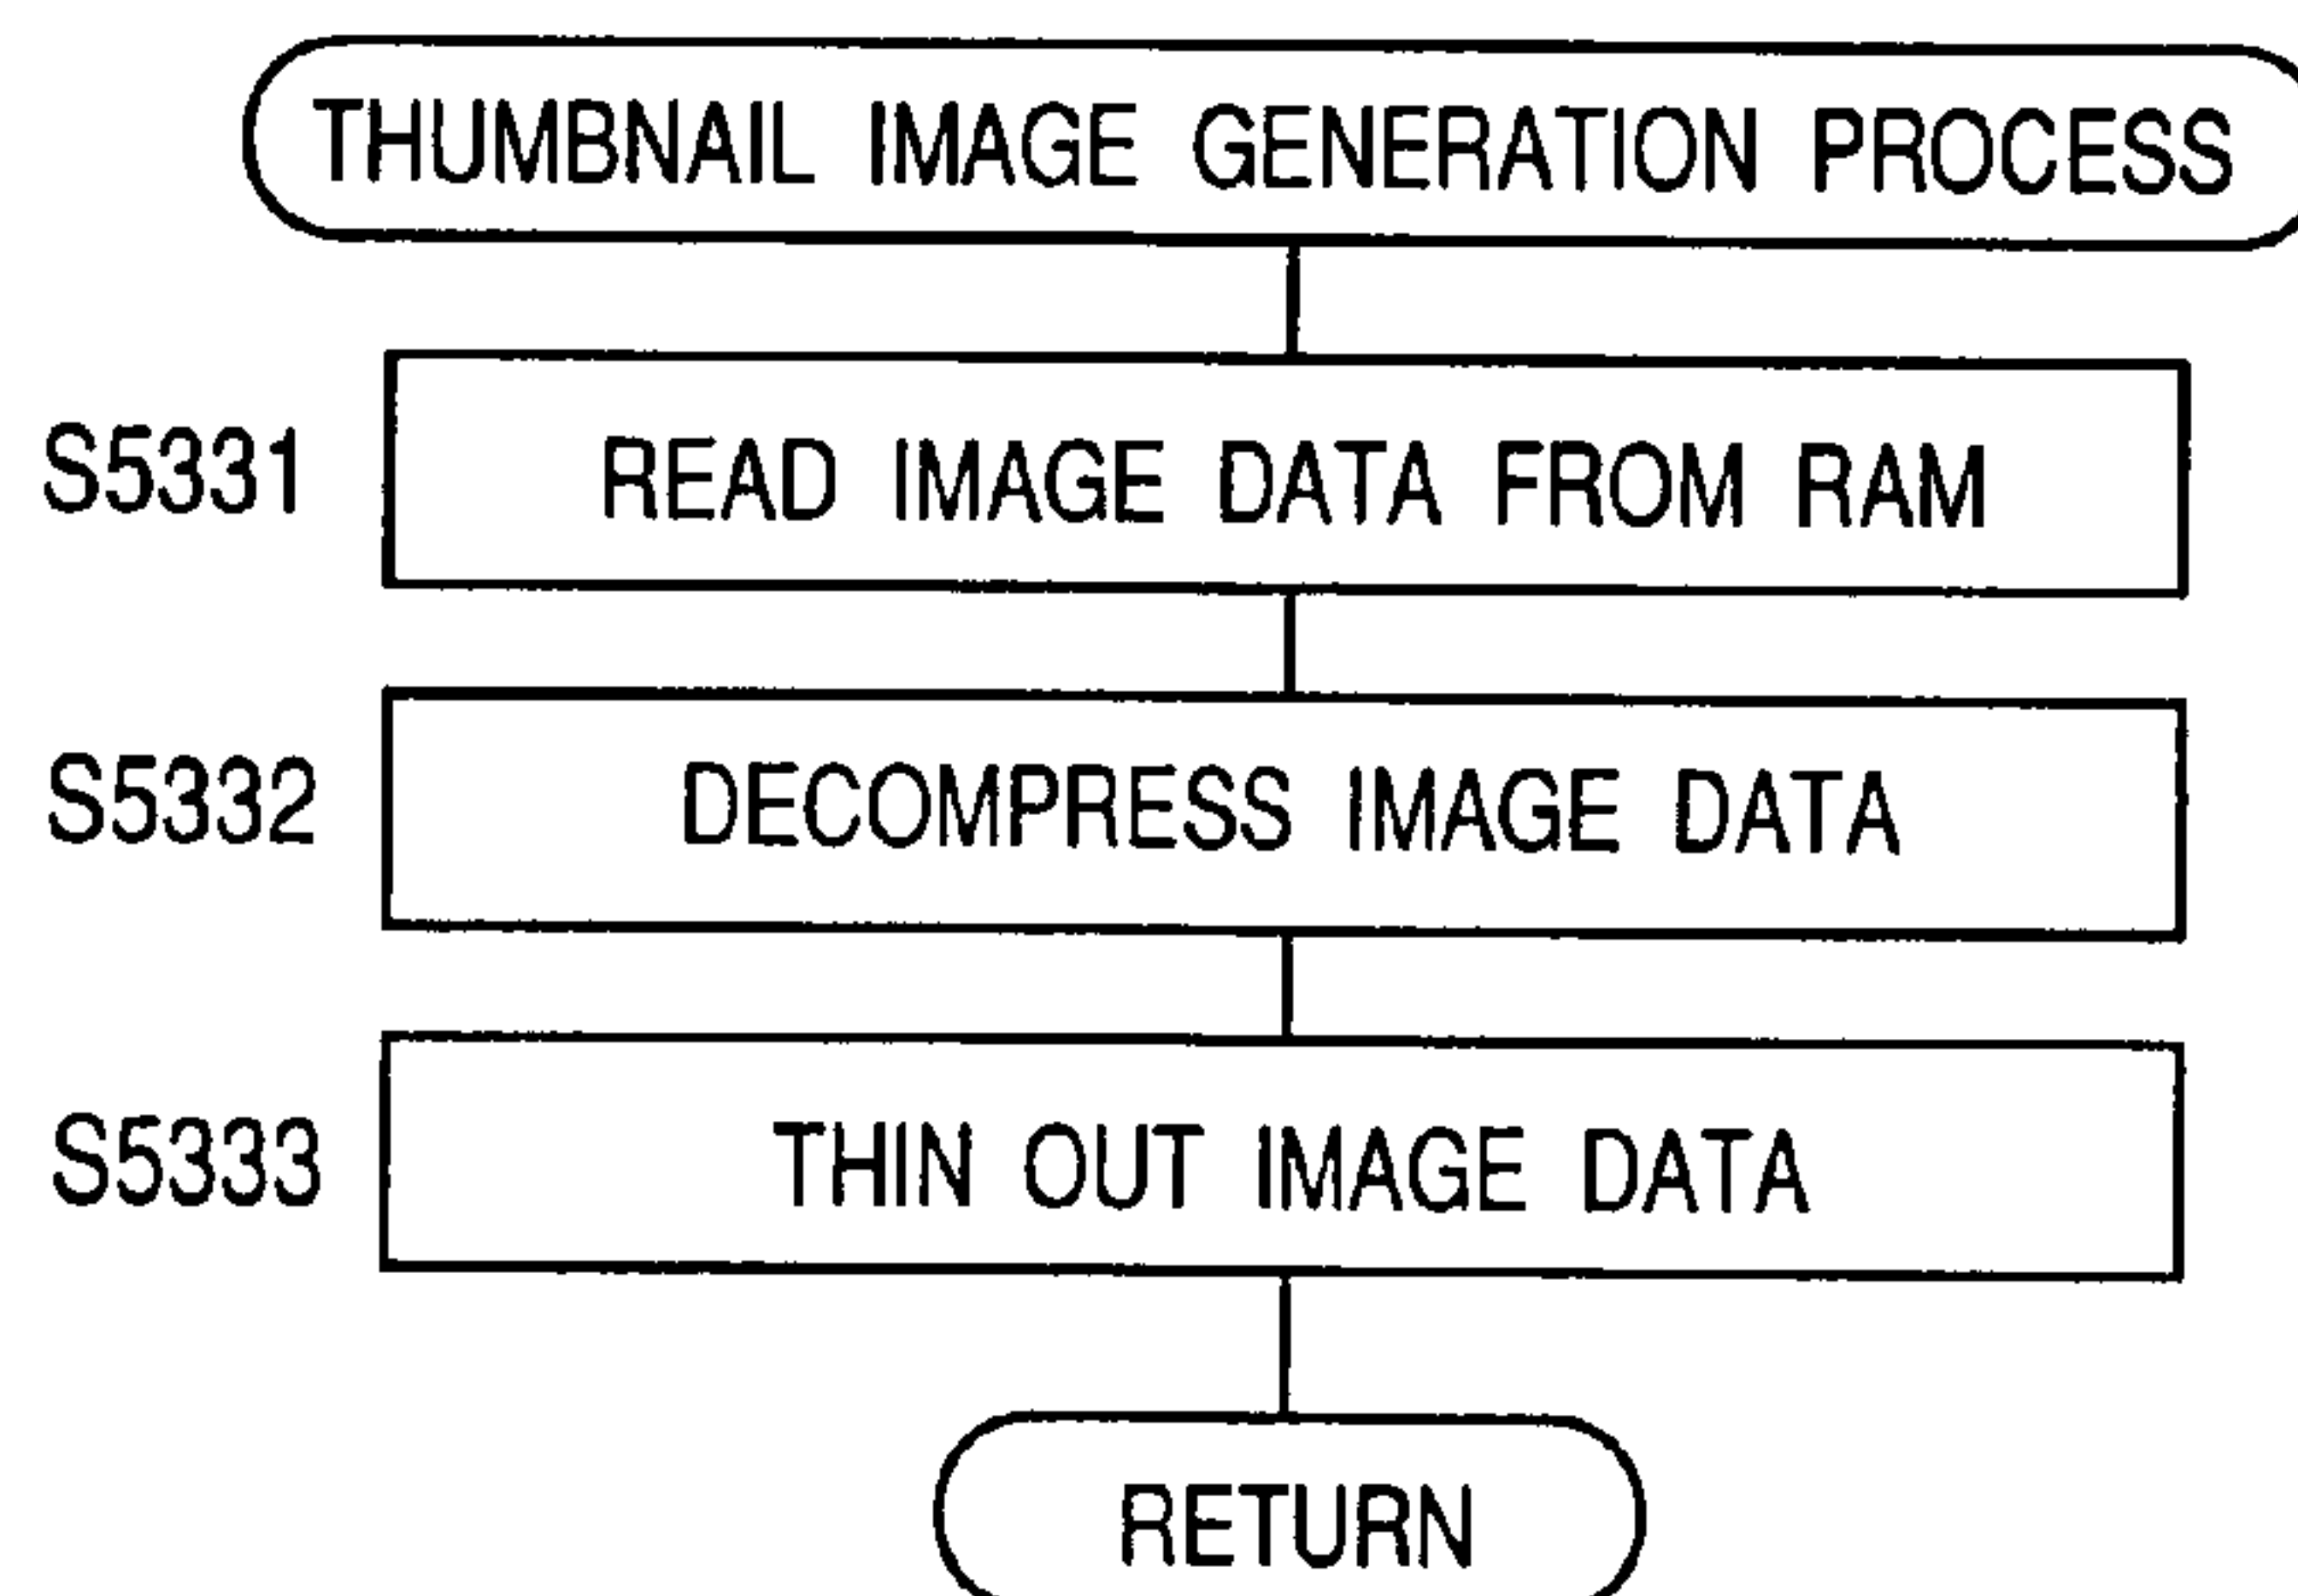 THUMBNAIL IMAGE GENERATION PROCESS
S5331 READ IMAGE DATA FROM RAM
S5332 DECOMPRESS IMAGE DATA
S5333 THIN OUT IMAGE DATA
RETURN